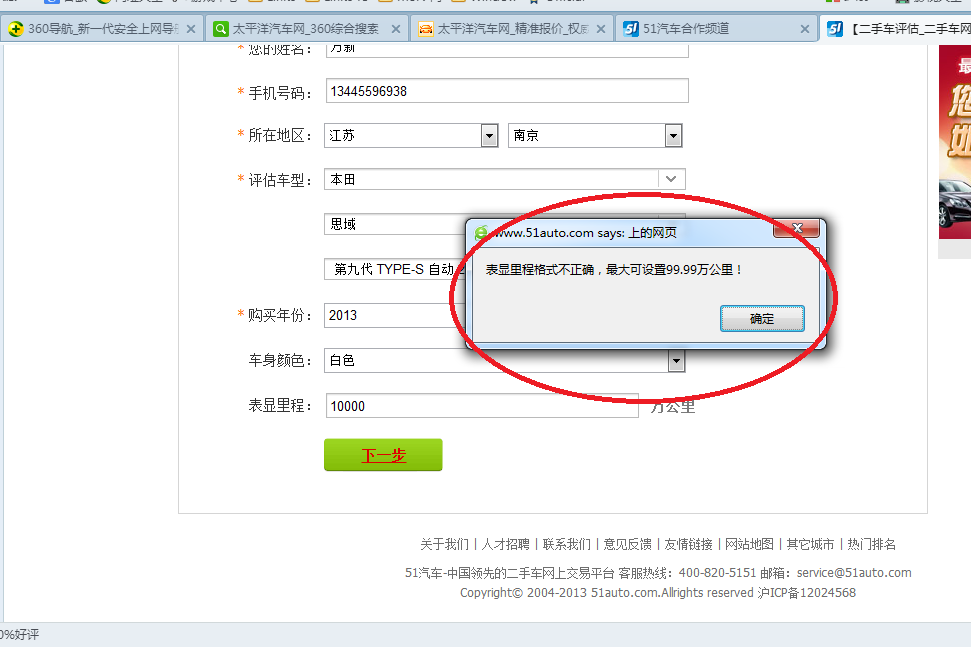 360导航_新一代安全上网导
太平洋汽车网_360综合搜索
太平洋汽车网_精准报价_权威
51汽车合作频道
【二手车评估_二手车网
* 您的姓名：
* 手机号码： 13445596938
* 所在地区： 江苏 南京
* 评估车型： 本田
思域
www.51auto.com says: 上的网页
第九代 TYPE-S 自动
表显里程格式不正确，最大可设置99.99万公里！
确定
* 购买年份： 2013
车身颜色： 白色
表显里程： 10000 万公里
下一步
关于我们 | 人才招聘 | 联系我们 | 意见反馈 | 友情链接 | 网站地图 | 其它城市 | 热门排名
51汽车-中国领先的二手车网上交易平台 客服热线：400-820-5151 邮箱：service@51auto.com
Copyright© 2004-2013 51auto.com.Allrights reserved 沪ICP备12024568
0%好评